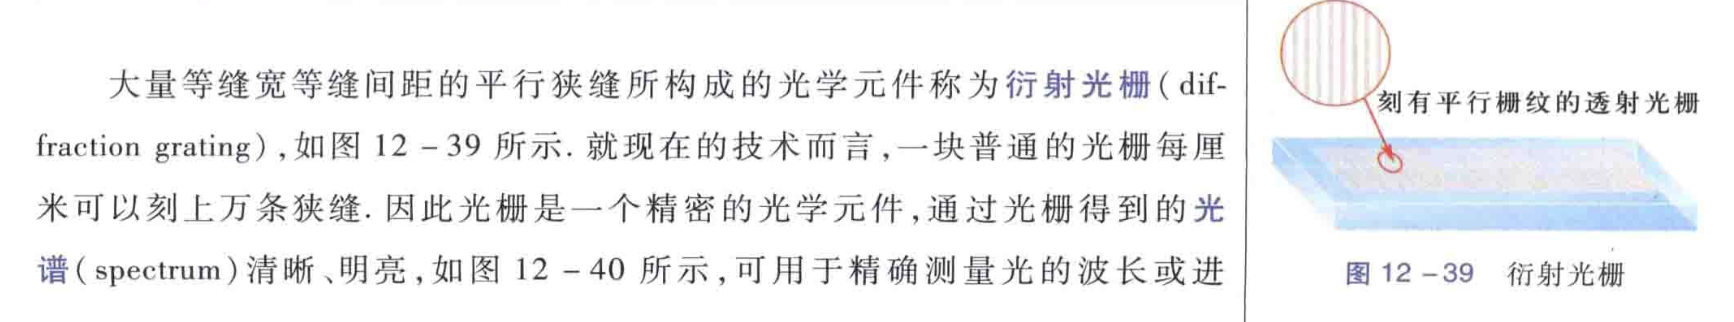 大量等缝宽等缝间距的平行狭缝所构成的光学元件称为衍射光栅(dif-
fraction grating),如图 12-39 所示.就现在的技术而言,一块普通的光栅每厘
米可以刻上万条狭缝.因此光栅是一个精密的光学元件,通过光栅得到的光
谱(spectrum)清晰、明亮,如图 12-40 所示,可用于精确测量光的波长或进
刻有平行栅纹的透射光栅
图 12-39 衍射光栅